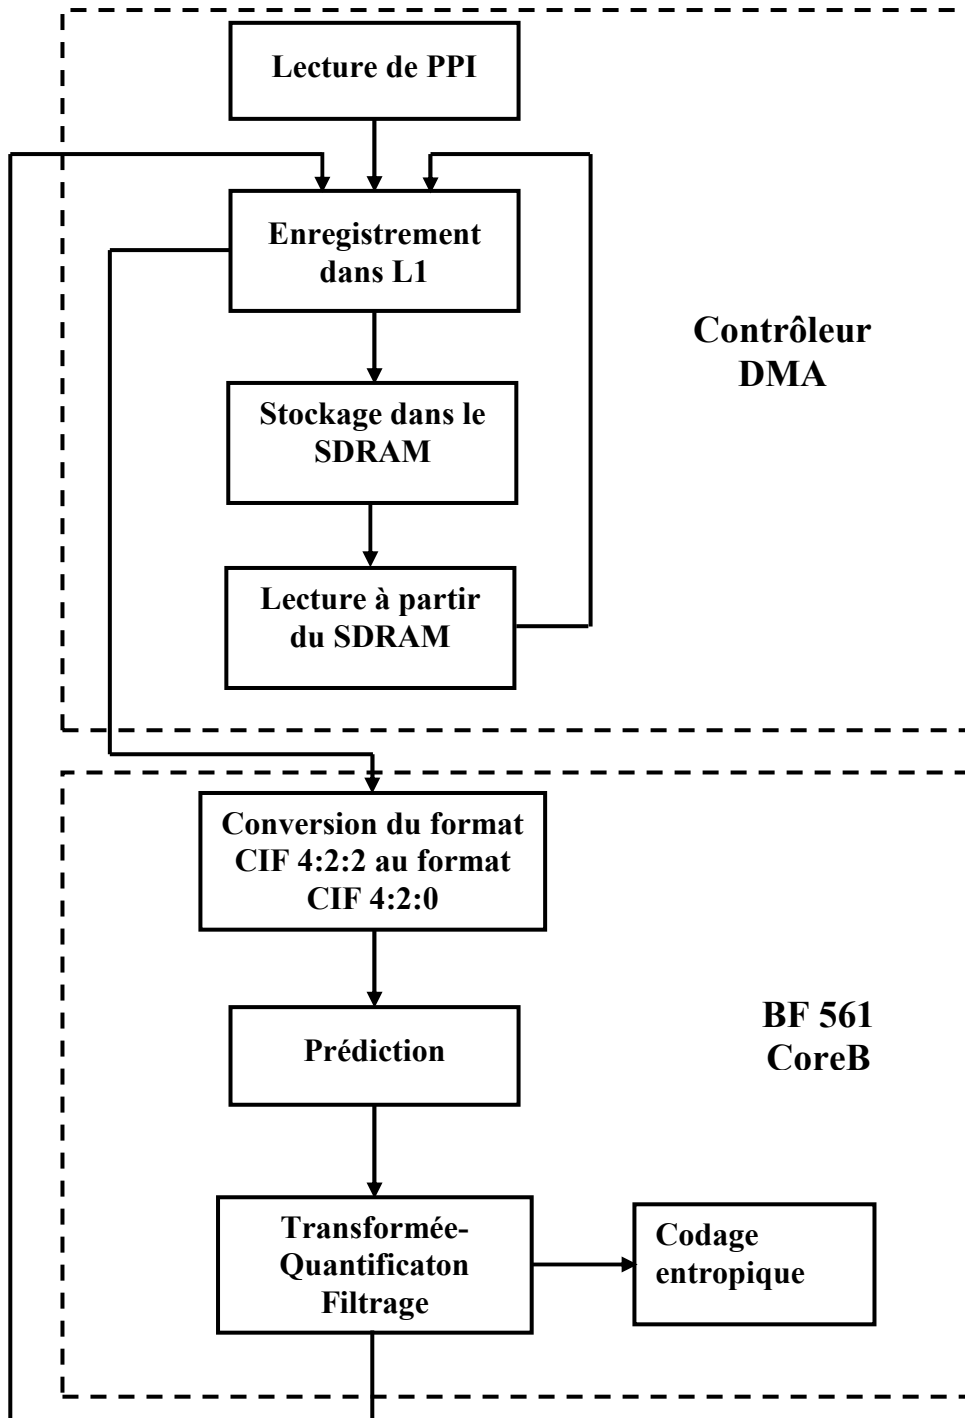 Lecture de PPI
Enregistrement
dans L1
Contrôleur
DMA
Stockage dans le
SDRAM
Lecture à partir
du SDRAM
Conversion du format
CIF 4:2:2 au format
CIF 4:2:0
BF 561
CoreB
Prédiction
Transformée-
Quantificaton
Filtrage
Codage
entropique